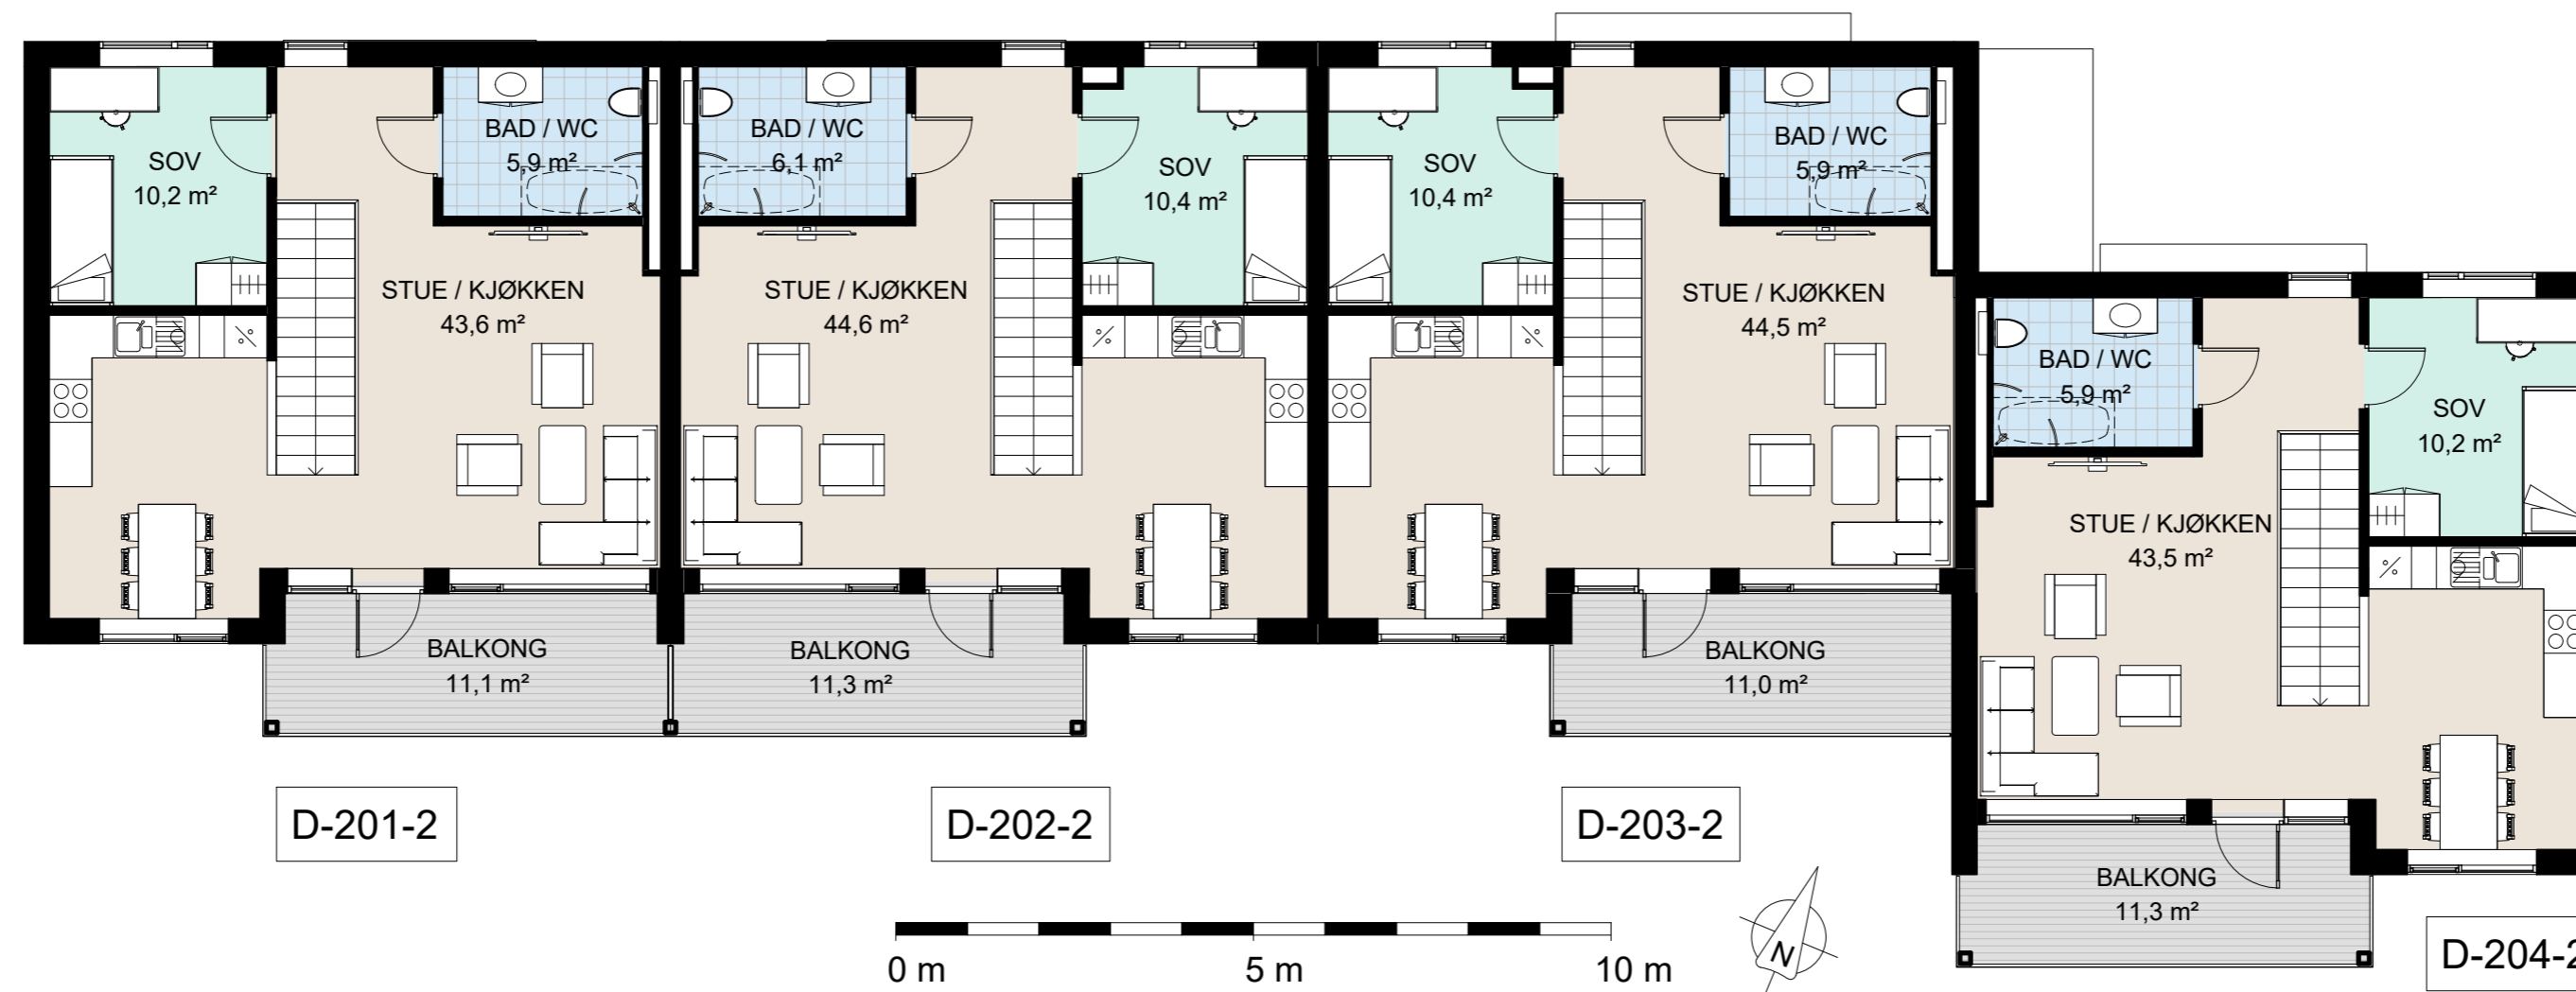 SOV
10,2 m²
BAD / WC
5,9 m²
STUE / KJØKKEN
43,6 m²
BALKONG
11,1 m²
D-201-2
BAD / WC
6,1 m²
SOV
10,4 m²
STUE / KJØKKEN
44,6 m²
BALKONG
11,3 m²
D-202-2
SOV
10,4 m²
BAD / WC
5,9 m²
STUE / KJØKKEN
44,5 m²
BALKONG
11,0 m²
D-203-2
BAD / WC
5,9 m²
SOV
10,2 m²
STUE / KJØKKEN
43,5 m²
BALKONG
11,3 m²
D-204-2
0 m
5 m
10 m
N